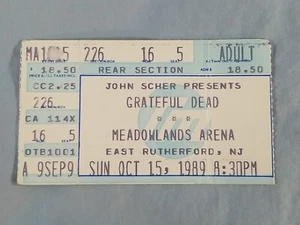 MA1015 226 16 5 ADULT
18.50 REAR SECTION 18.50
CC2.25 JOHN SCHER PRESENTS
226 GRATEFUL DEAD
CA 114X MEADOWLANDS ARENA
16 5 EAST RUTHERFORD, NJ
OTB1001
A 9SEP9 SUN OCT 15, 1989 8:30PM